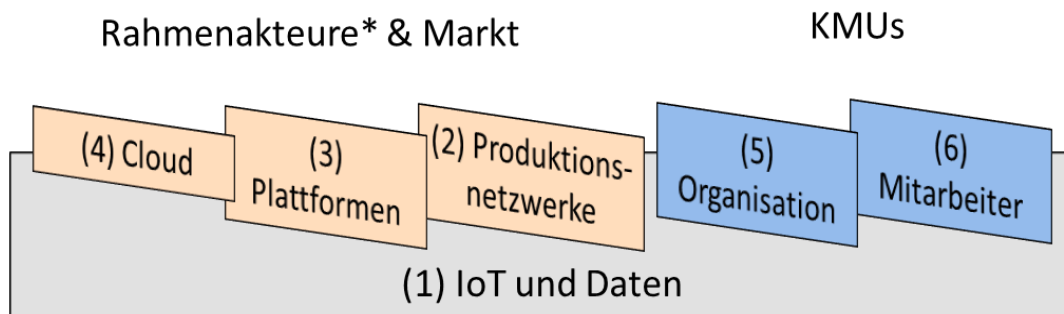 Rahmenakteure* & Markt
KMUs
(4) Cloud
(3)
Plattformen
(2) Produktions-
netzwerke
(5)
Organisation
(6)
Mitarbeiter
(1) IoT und Daten